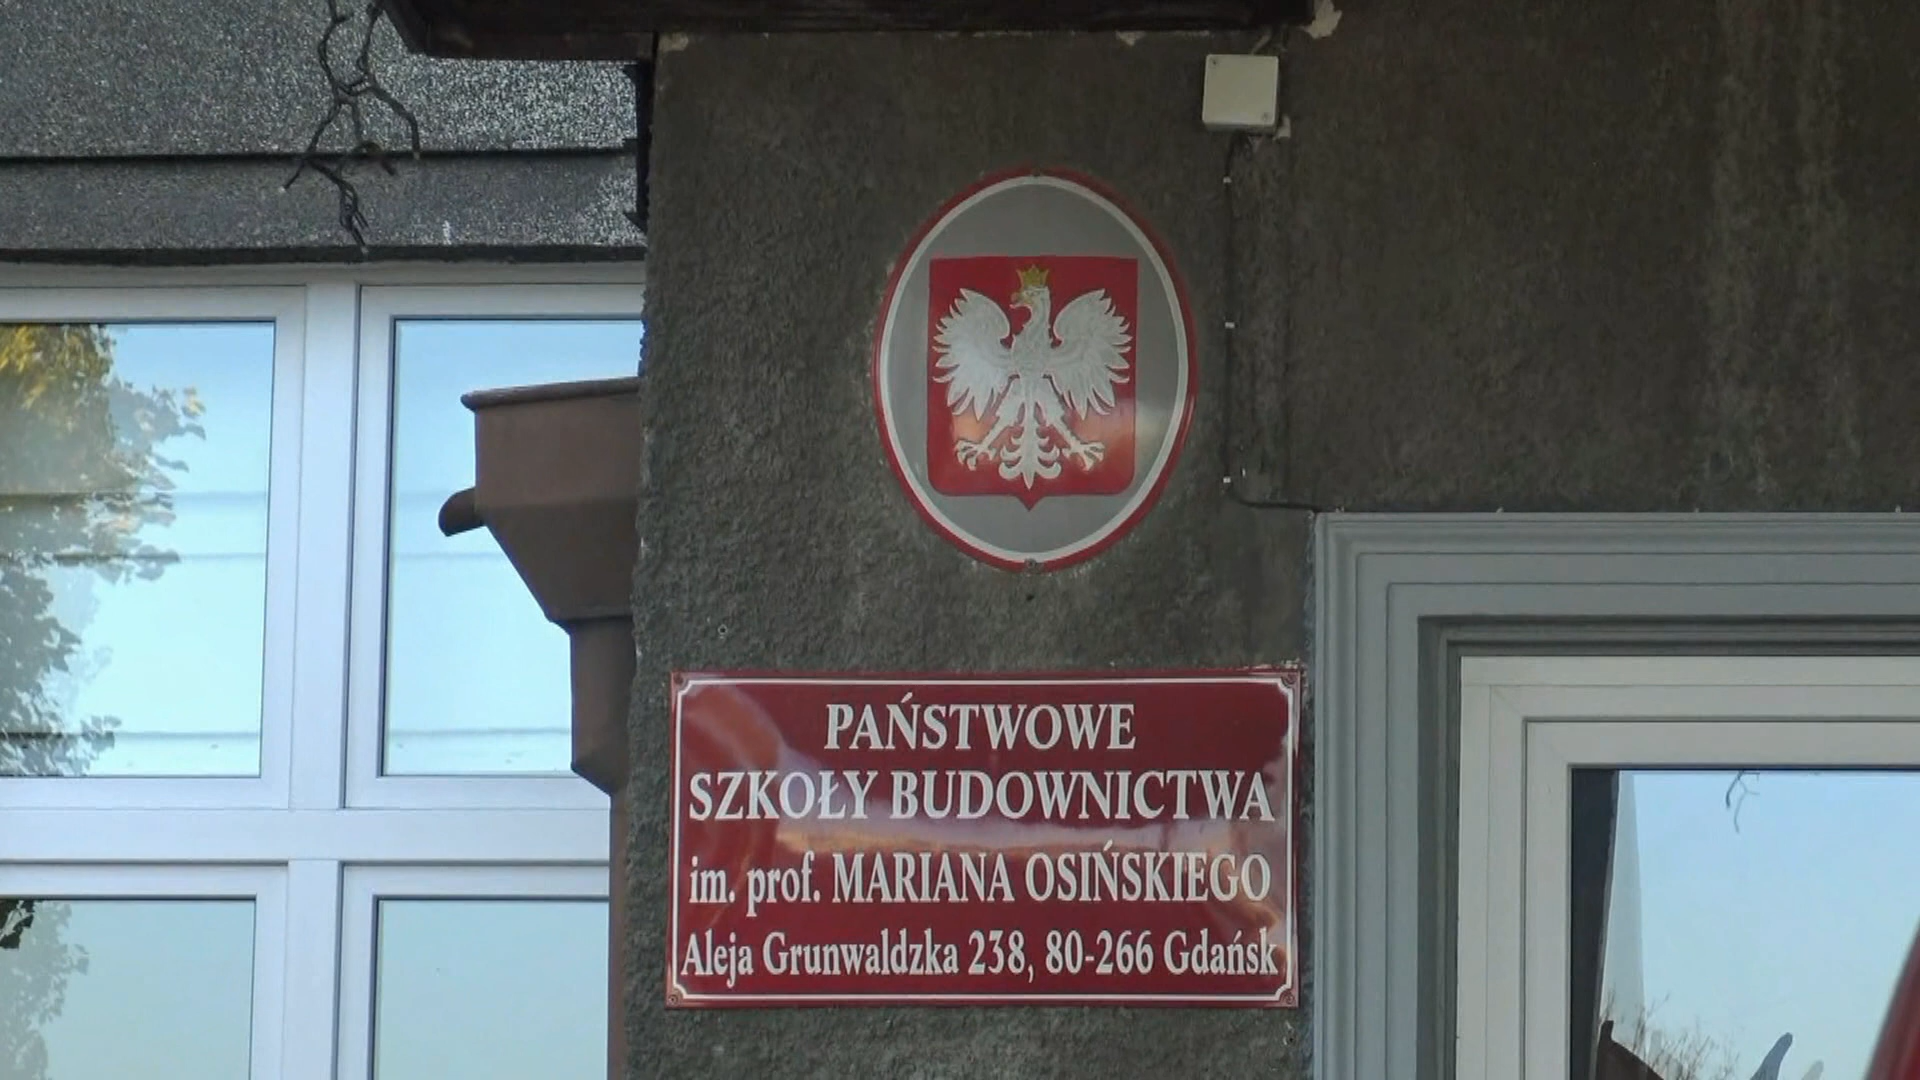 PAŃSTWOWE
SZKOŁY BUDOWNICTWA
im. prof. MARIANA OSIŃSKIEGO
Aleja Grunwaldzka 238, 80-266 Gdańsk